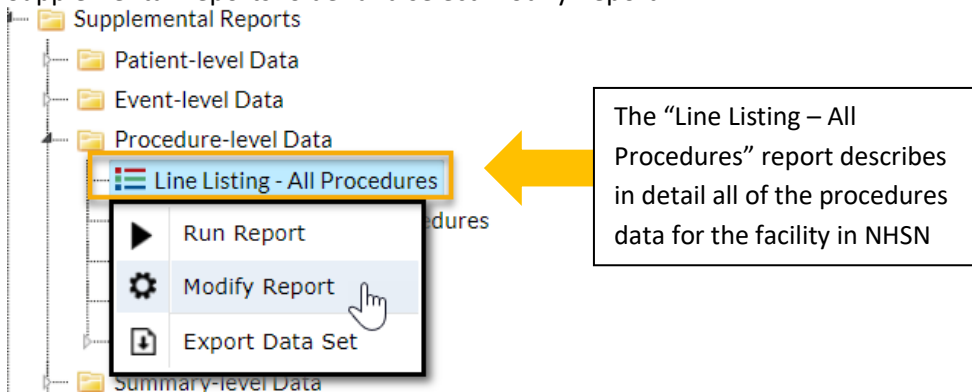 Supplemental Reports
Patient-level Data
Event-level Data
Procedure-level Data
Line Listing - All Procedures
edures
Run Report
Modify Report
Export Data Set
Summary-level Data
The “Line Listing – All
Procedures” report describes
in detail all of the procedures
data for the facility in NHSN